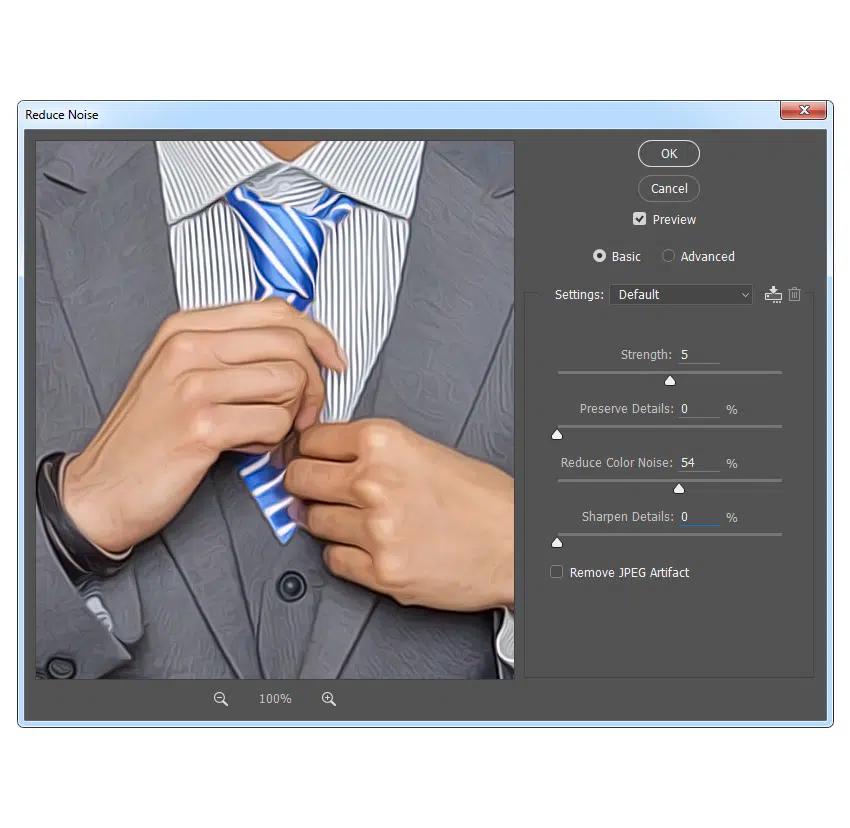 Reduce Noise
OK
Cancel
Preview
Basic Advanced
Settings: Default
Strength: 5
Preserve Details: 0 %
Reduce Color Noise: 54 %
Sharpen Details: 0 %
Remove JPEG Artifact
100%